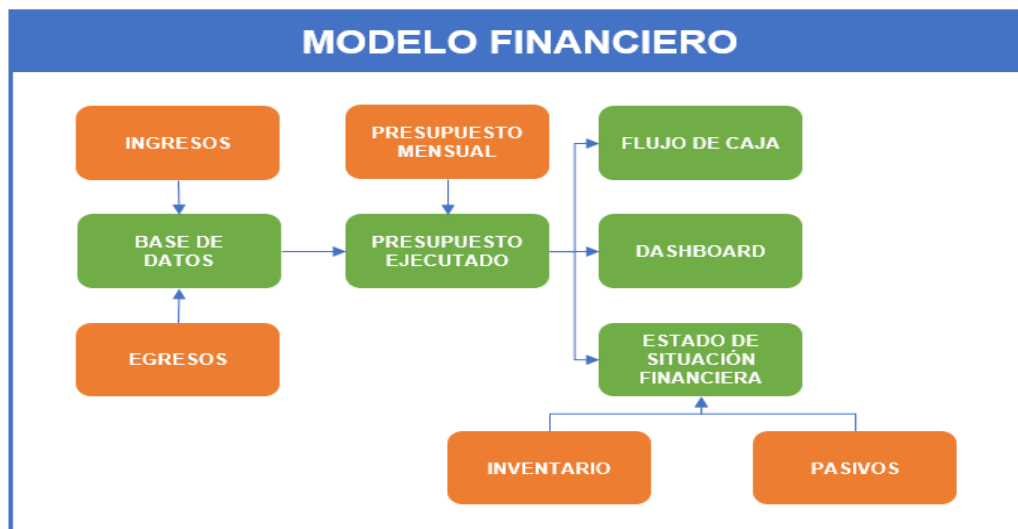 MODELO FINANCIERO
INGRESOS
PRESUPUESTO
MENSUAL
FLUJO DE CAJA
BASE DE
DATOS
PRESUPUESTO
EJECUTADO
DASHBOARD
EGRESOS
ESTADO DE
SITUACIÓN
FINANCIERA
INVENTARIO
PASIVOS